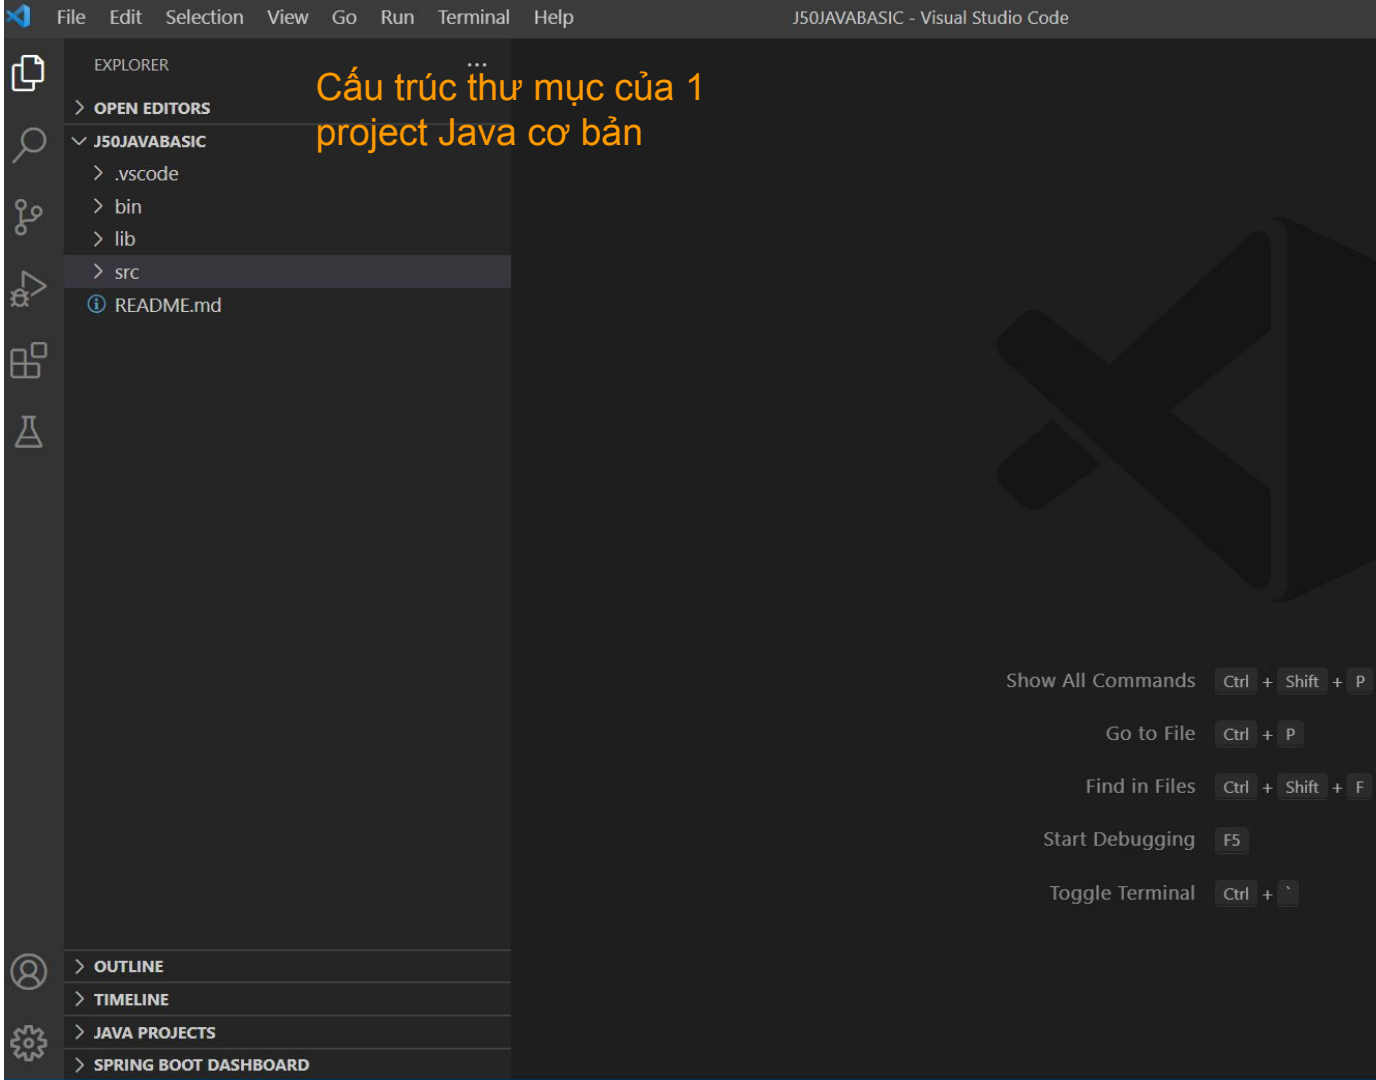 File Edit Selection View Go Run Terminal Help
J50JAVABASIC - Visual Studio Code
EXPLORER
Cấu trúc thư mục của 1
project Java cơ bản
OPEN EDITORS
J50JAVABASIC
.vscode
bin
lib
src
README.md
Show All Commands Ctrl + Shift + P
Go to File Ctrl + P
Find in Files Ctrl + Shift + F
Start Debugging F5
Toggle Terminal Ctrl + `
OUTLINE
TIMELINE
JAVA PROJECTS
SPRING BOOT DASHBOARD